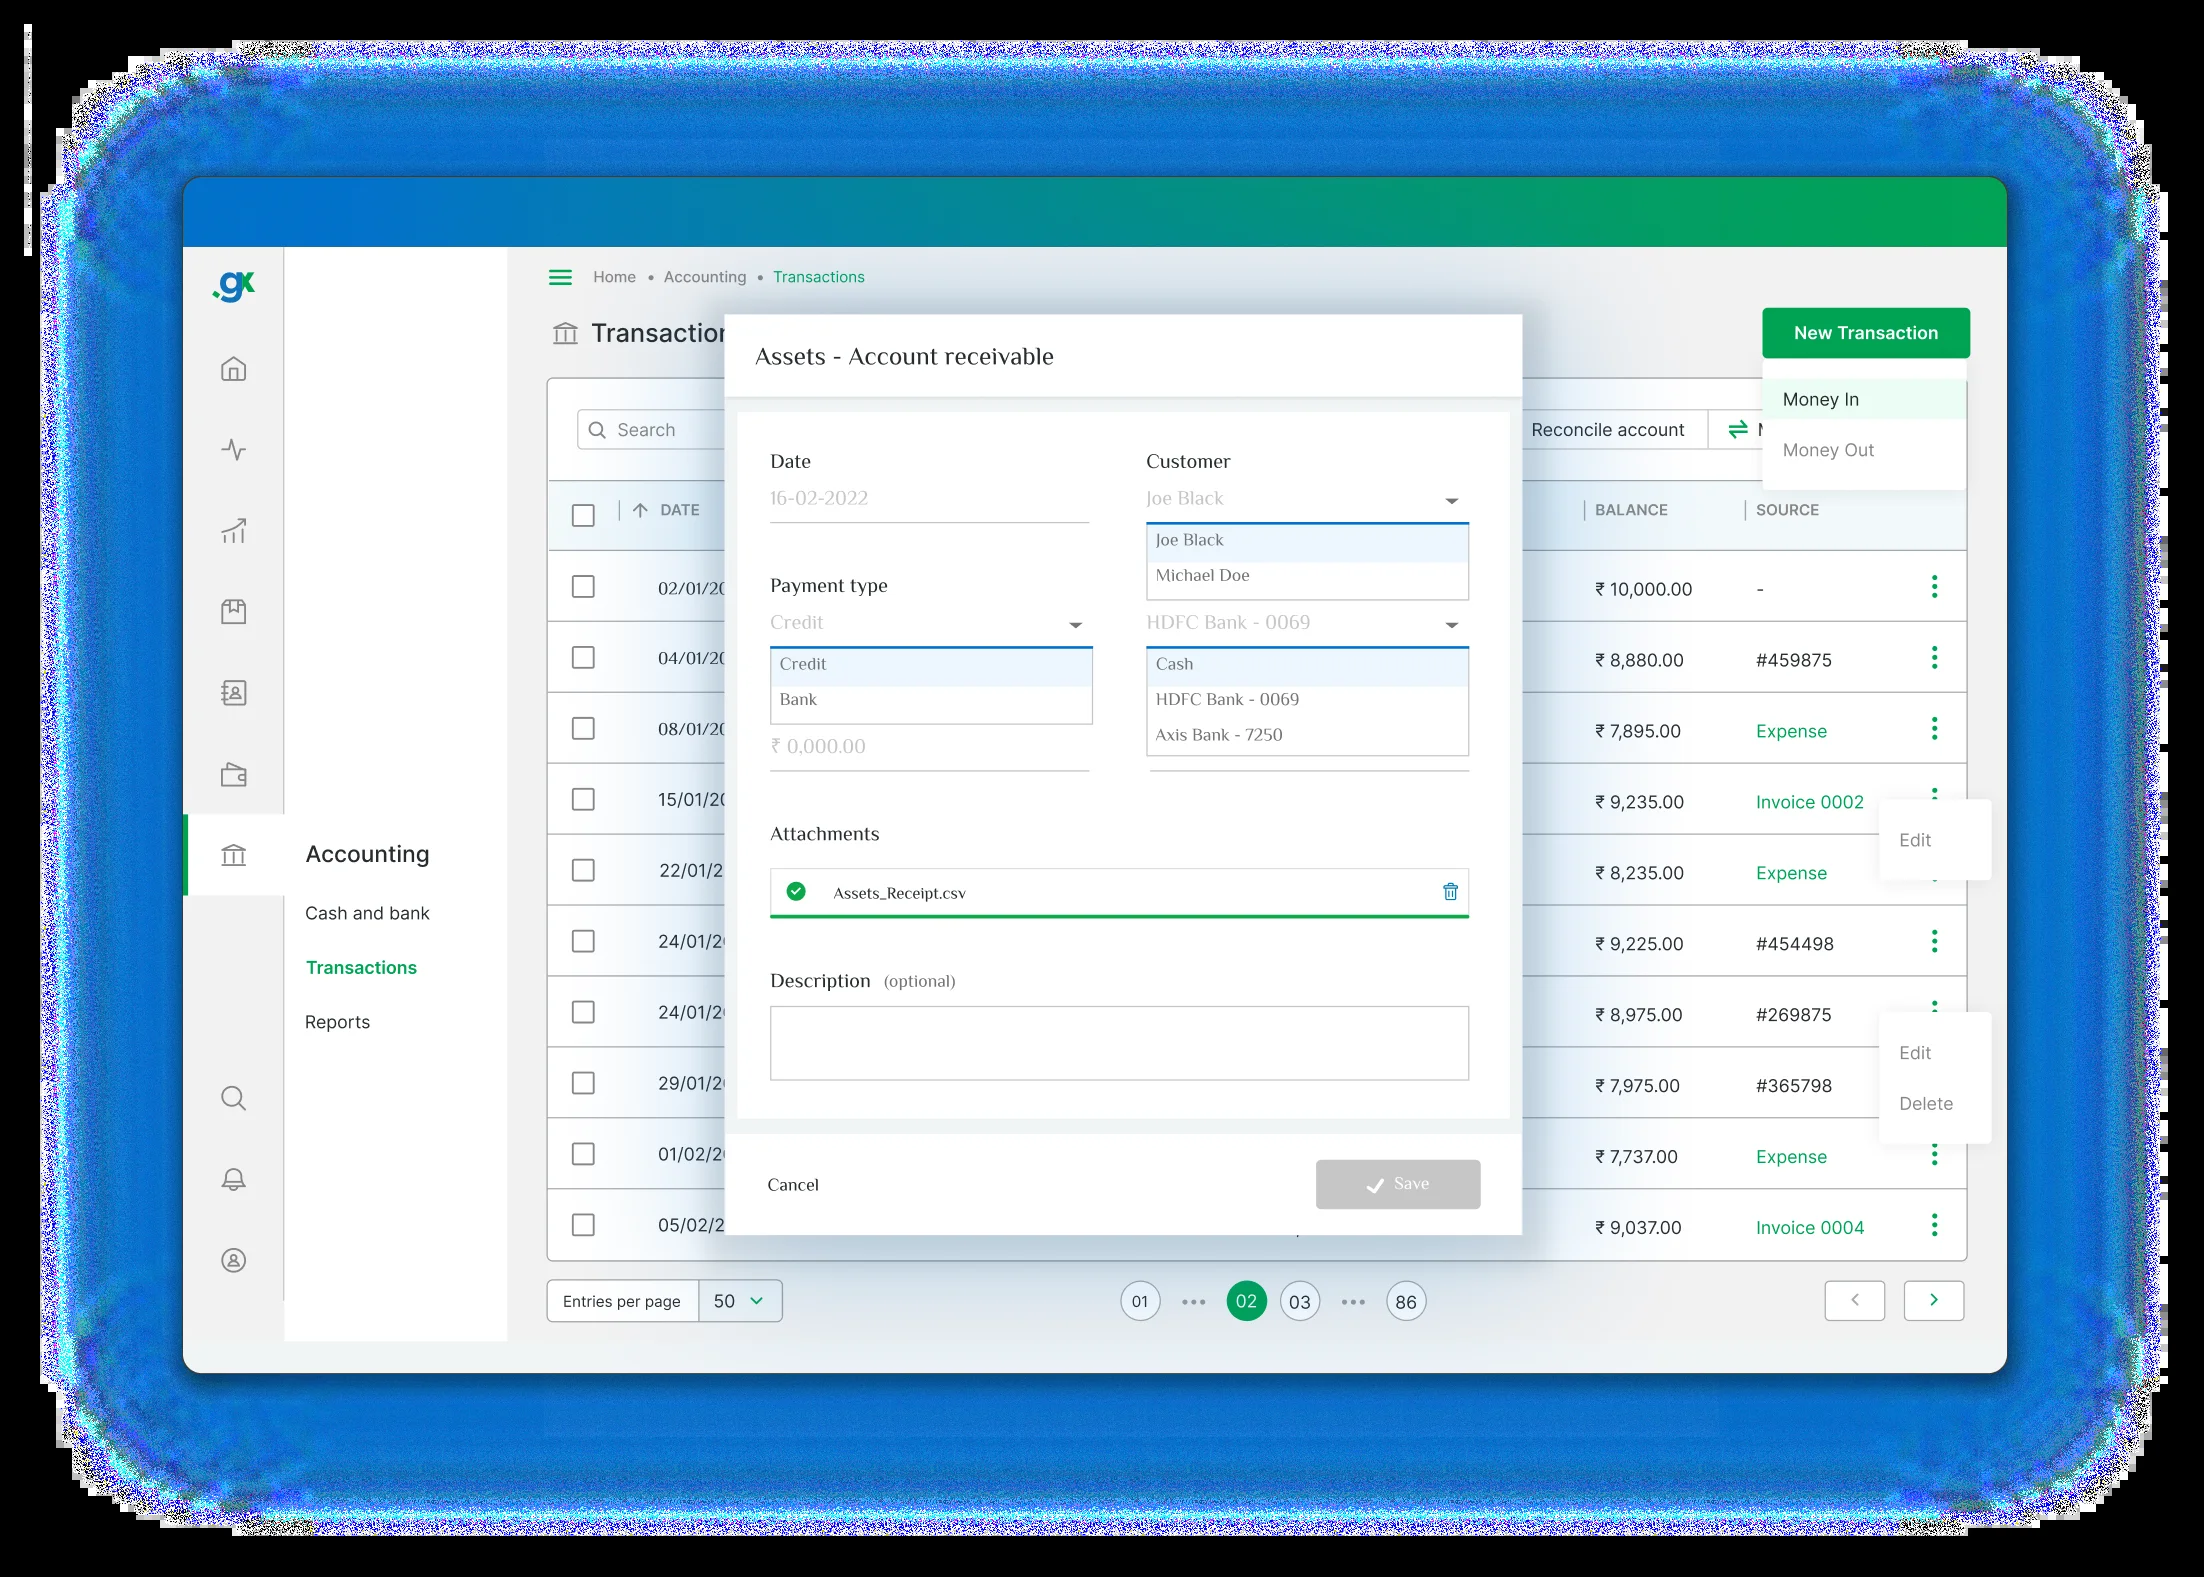 .gx
Home • Accounting • Transactions
Transaction
New Transaction
Money In
Money Out
Search
Reconcile account
DATE
BALANCE
SOURCE
02/01/20
₹ 10,000.00
-
04/01/20
₹ 8,880.00
#459875
08/01/20
₹ 7,895.00
Expense
15/01/20
₹ 9,235.00
Invoice 0002
Edit
22/01/2
₹ 8,235.00
Expense
24/01/2
₹ 9,225.00
#454498
24/01/2
₹ 8,975.00
#269875
Edit
29/01/2
₹ 7,975.00
#365798
Delete
01/02/2
₹ 7,737.00
Expense
05/02/2
₹ 9,037.00
Invoice 0004
Accounting
Cash and bank
Transactions
Reports
Assets - Account receivable
Date
16-02-2022
Customer
Joe Black
Joe Black
Michael Doe
Payment type
Credit
Credit
Bank
HDFC Bank - 0069
Cash
HDFC Bank - 0069
Axis Bank - 7250
₹ 0,000.00
Attachments
Assets_Receipt.csv
Description (optional)
Cancel
Save
Entries per page
50
01 ••• 02 03 ••• 86